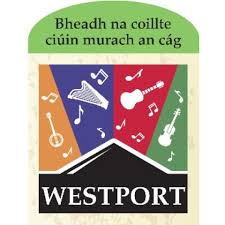 Bheadh na coillte
ciúin murach an cág
WESTPORT